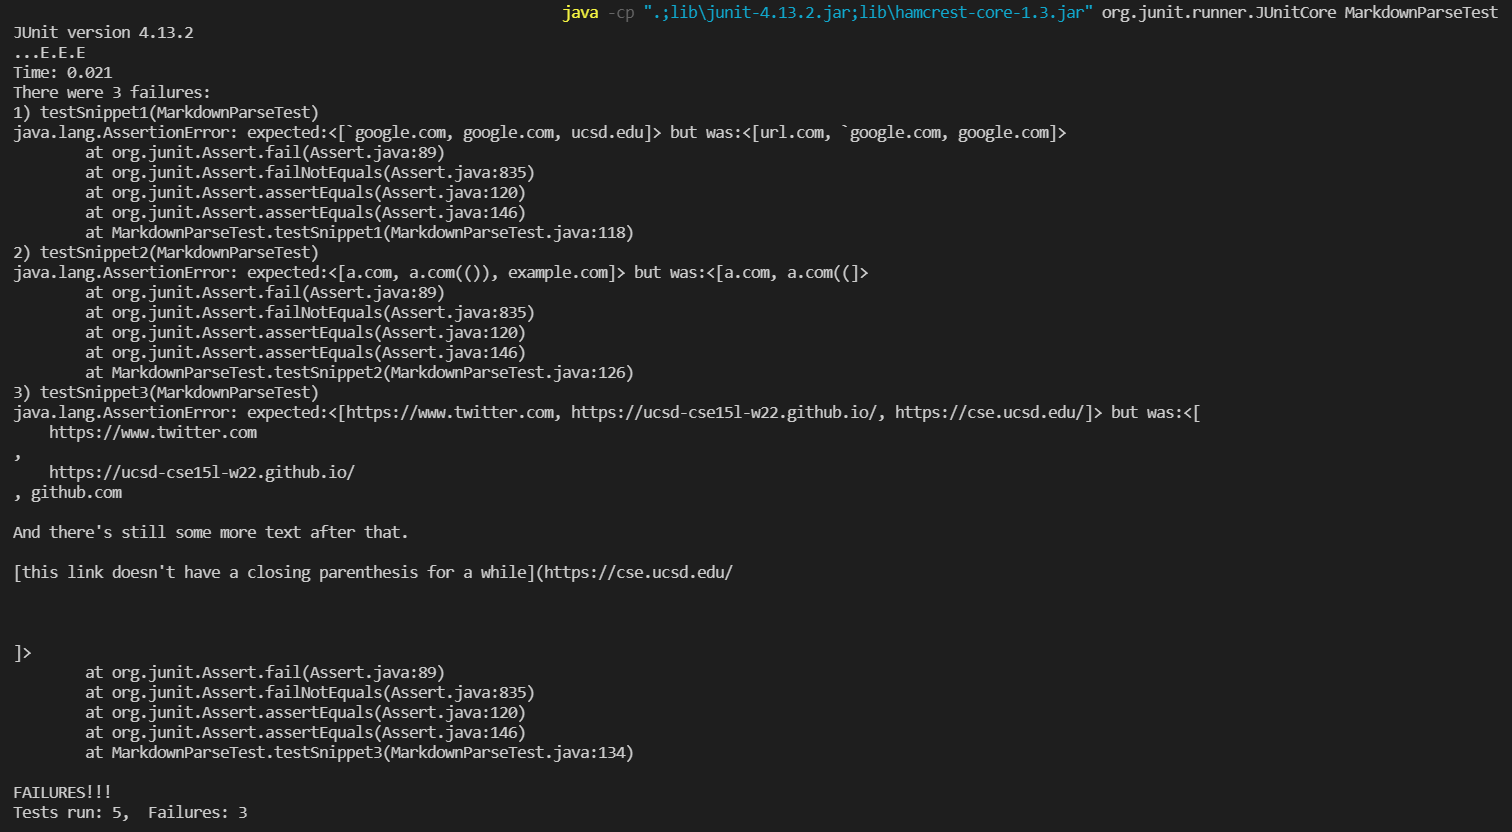 java -cp ".;lib\junit-4.13.2.jar;lib\hamcrest-core-1.3.jar" org.junit.runner.JUnitCore MarkdownParseTest
JUnit version 4.13.2
...E.E.E
Time: 0.021
There were 3 failures:
1) testSnippet1(MarkdownParseTest)
java.lang.AssertionError: expected:<[`google.com, google.com, ucsd.edu]> but was:<[url.com, `google.com, google.com]>
        at org.junit.Assert.fail(Assert.java:89)
        at org.junit.Assert.failNotEquals(Assert.java:835)
        at org.junit.Assert.assertEquals(Assert.java:120)
        at org.junit.Assert.assertEquals(Assert.java:146)
        at MarkdownParseTest.testSnippet1(MarkdownParseTest.java:118)
2) testSnippet2(MarkdownParseTest)
java.lang.AssertionError: expected:<[a.com, a.com(()), example.com]> but was:<[a.com, a.com((]>
        at org.junit.Assert.fail(Assert.java:89)
        at org.junit.Assert.failNotEquals(Assert.java:835)
        at org.junit.Assert.assertEquals(Assert.java:120)
        at org.junit.Assert.assertEquals(Assert.java:146)
        at MarkdownParseTest.testSnippet2(MarkdownParseTest.java:126)
3) testSnippet3(MarkdownParseTest)
java.lang.AssertionError: expected:<[https://www.twitter.com, https://ucsd-cse15l-w22.github.io/, https://cse.ucsd.edu/]> but was:<[
    https://www.twitter.com
,
    https://ucsd-cse15l-w22.github.io/
, github.com

And there's still some more text after that.

[this link doesn't have a closing parenthesis for a while](https://cse.ucsd.edu/



]>
        at org.junit.Assert.fail(Assert.java:89)
        at org.junit.Assert.failNotEquals(Assert.java:835)
        at org.junit.Assert.assertEquals(Assert.java:120)
        at org.junit.Assert.assertEquals(Assert.java:146)
        at MarkdownParseTest.testSnippet3(MarkdownParseTest.java:134)

FAILURES!!!
Tests run: 5,  Failures: 3